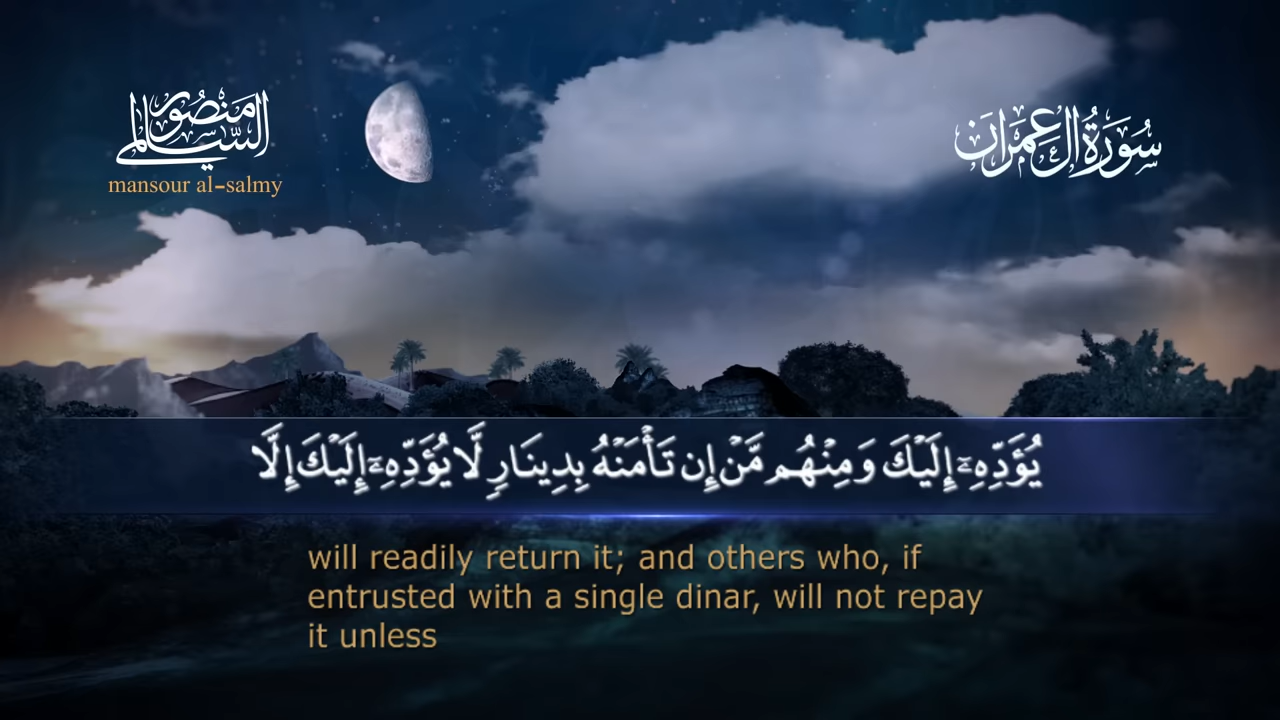 منصور السالمي
mansour al-salmy
سُورَةُ آلِ عِمرَان
يُؤَدِّهِۦٓ إِلَيْكَ وَمِنْهُم مَّنْ إِن تَأْمَنْهُ بِدِينَارٍ لَّا يُؤَدِّهِۦٓ إِلَيْكَ إِلَّا
will readily return it; and others who, if
entrusted with a single dinar, will not repay
it unless